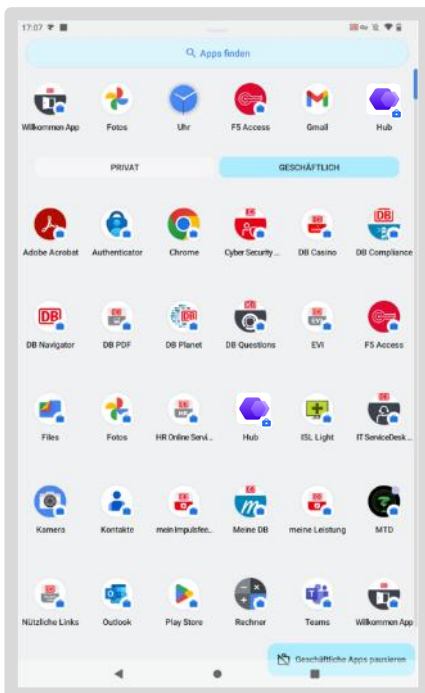 17:07
Apps finden
Willkommen App Fotos Uhr F5 Access Gmail Hub
PRIVAT GESCHÄFTLICH
Adobe Acrobat Authenticator Chrome Cyber Security ... DB Casino DB Compliance
DB Navigator DB PDF DB Planet DB Questions EVI F5 Access
Files Fotos HR Online Servi... Hub ISL Light IT ServiceDesk...
Kamera Kontakte mein Impulsfee... Meine DB meine Leistung MTD
Nützliche Links Outlook Play Store Rechner Teams Willkommen App
Geschäftliche Apps pausieren